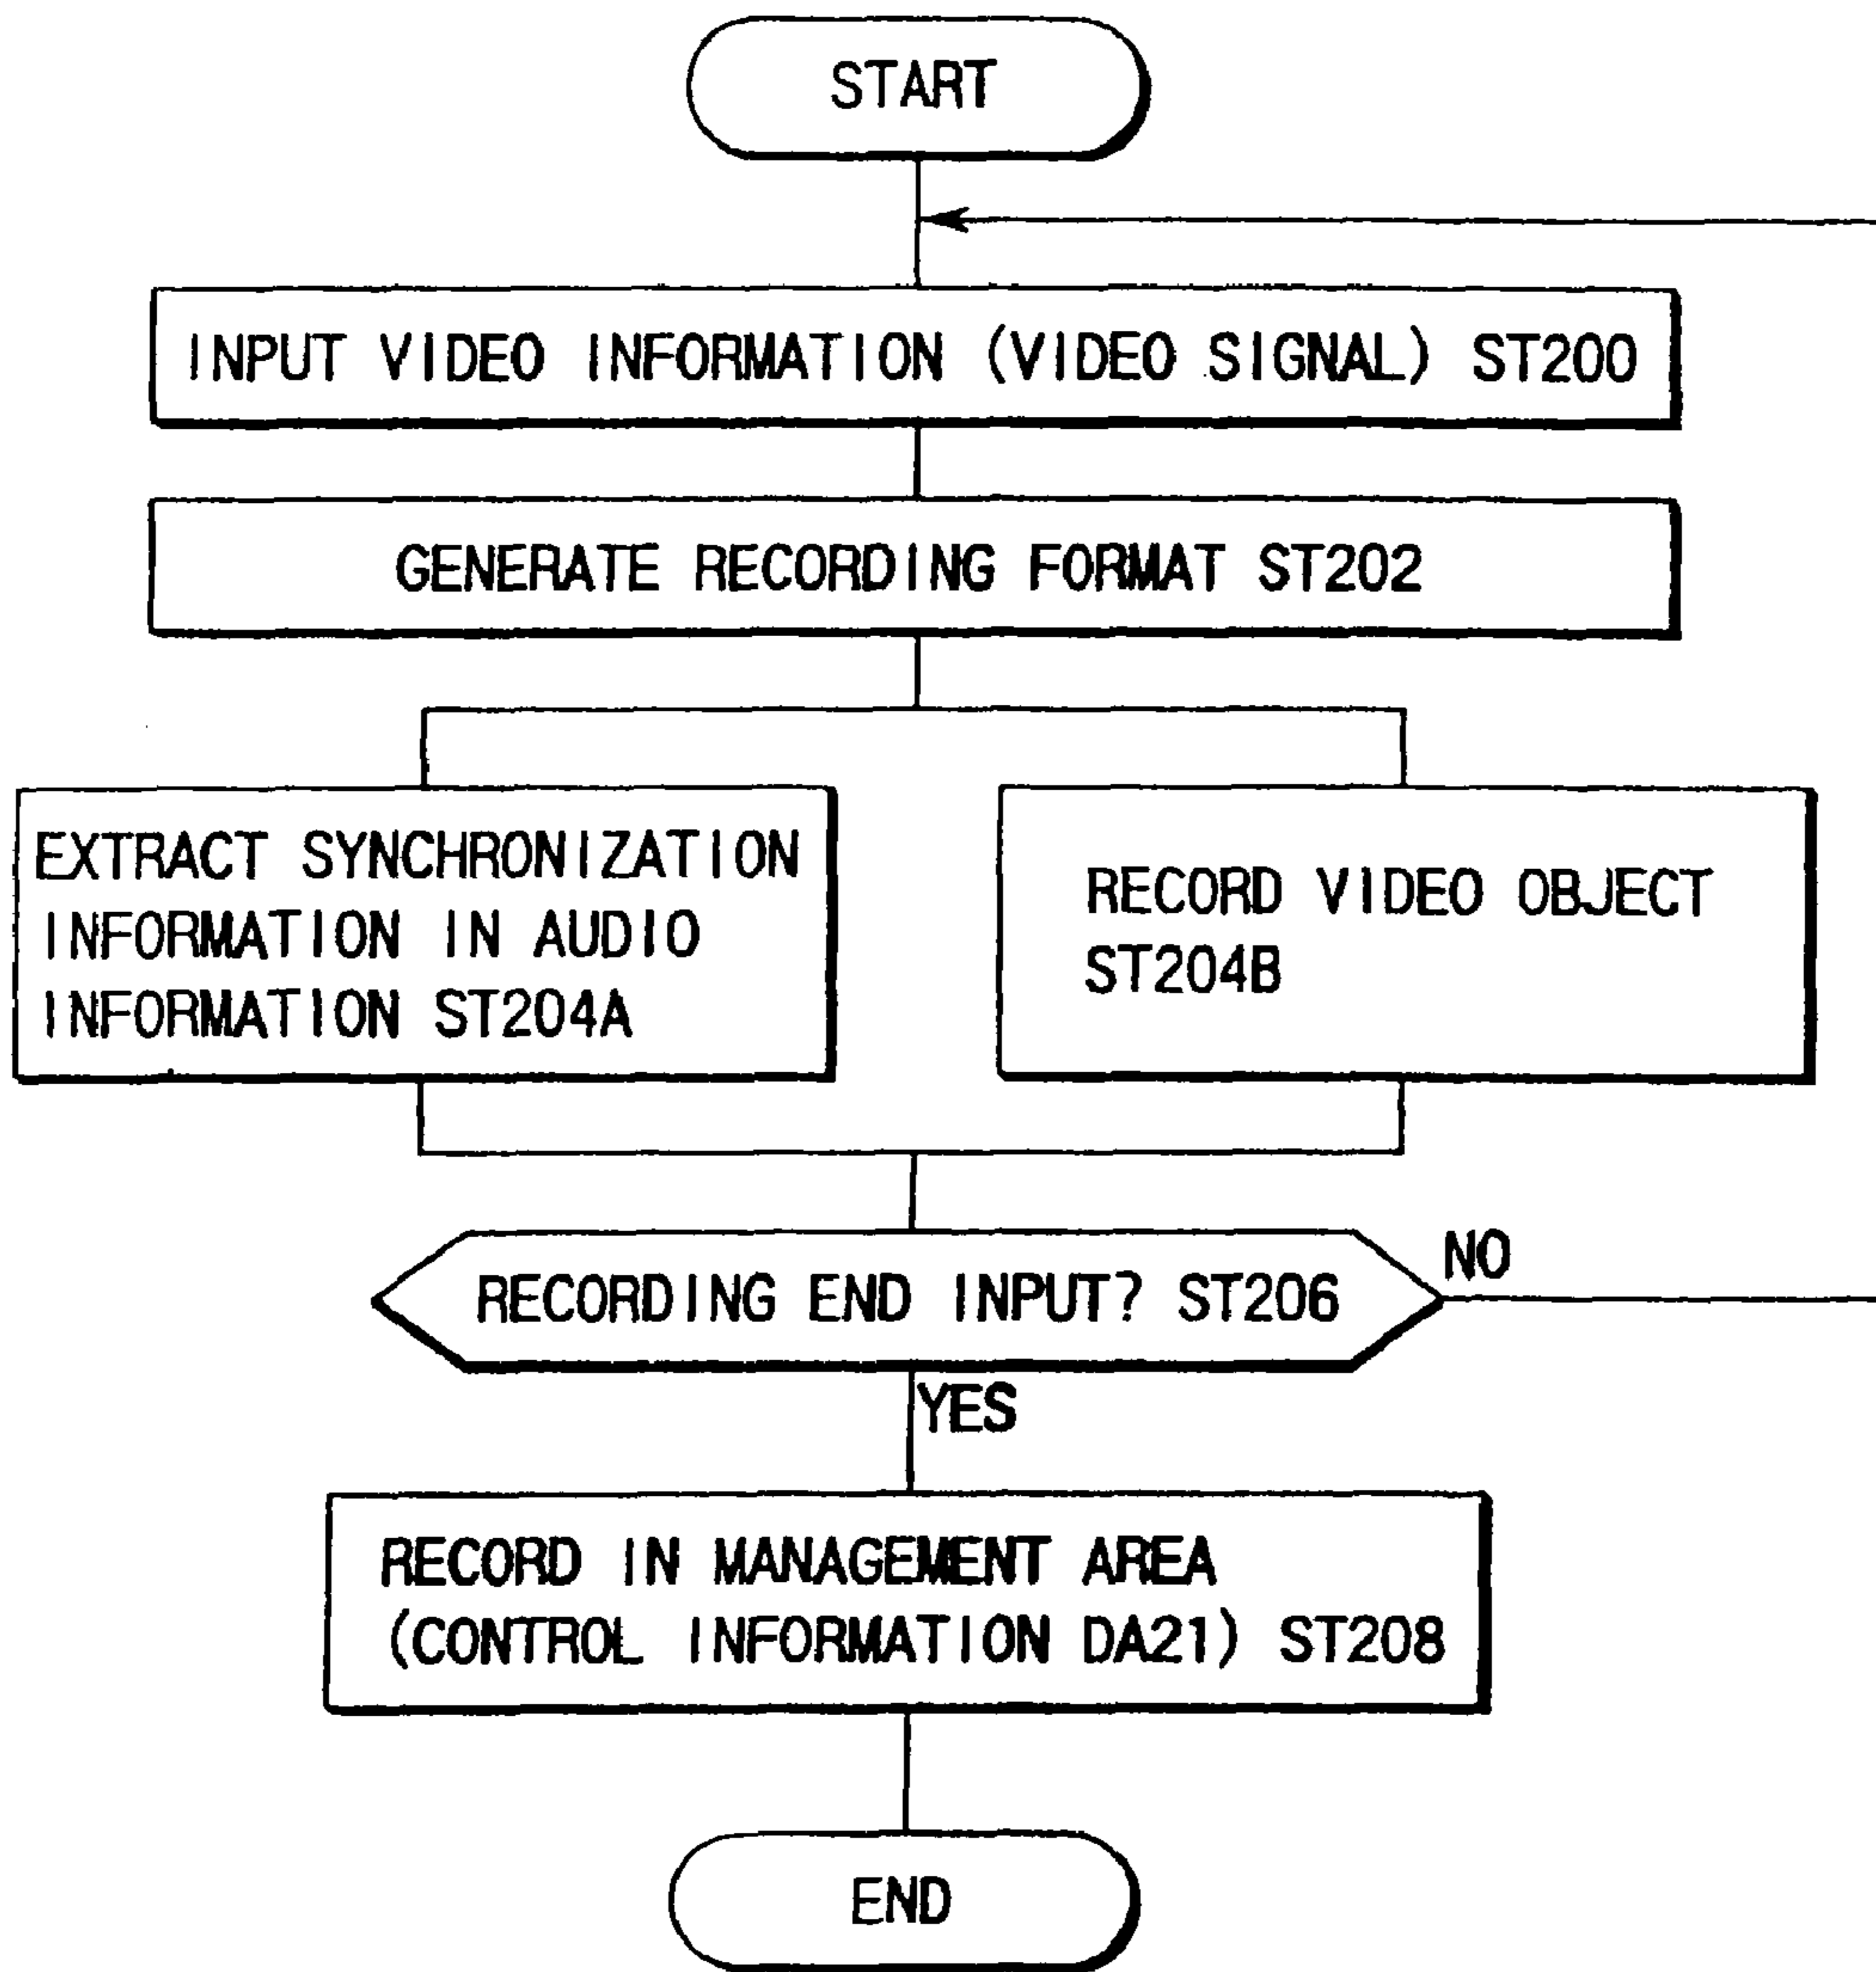 START
INPUT VIDEO INFORMATION (VIDEO SIGNAL) ST200
GENERATE RECORDING FORMAT ST202
EXTRACT SYNCHRONIZATION
INFORMATION IN AUDIO
INFORMATION ST204A
RECORD VIDEO OBJECT
ST204B
RECORDING END INPUT? ST206
NO
YES
RECORD IN MANAGEMENT AREA
(CONTROL INFORMATION DA21) ST208
END